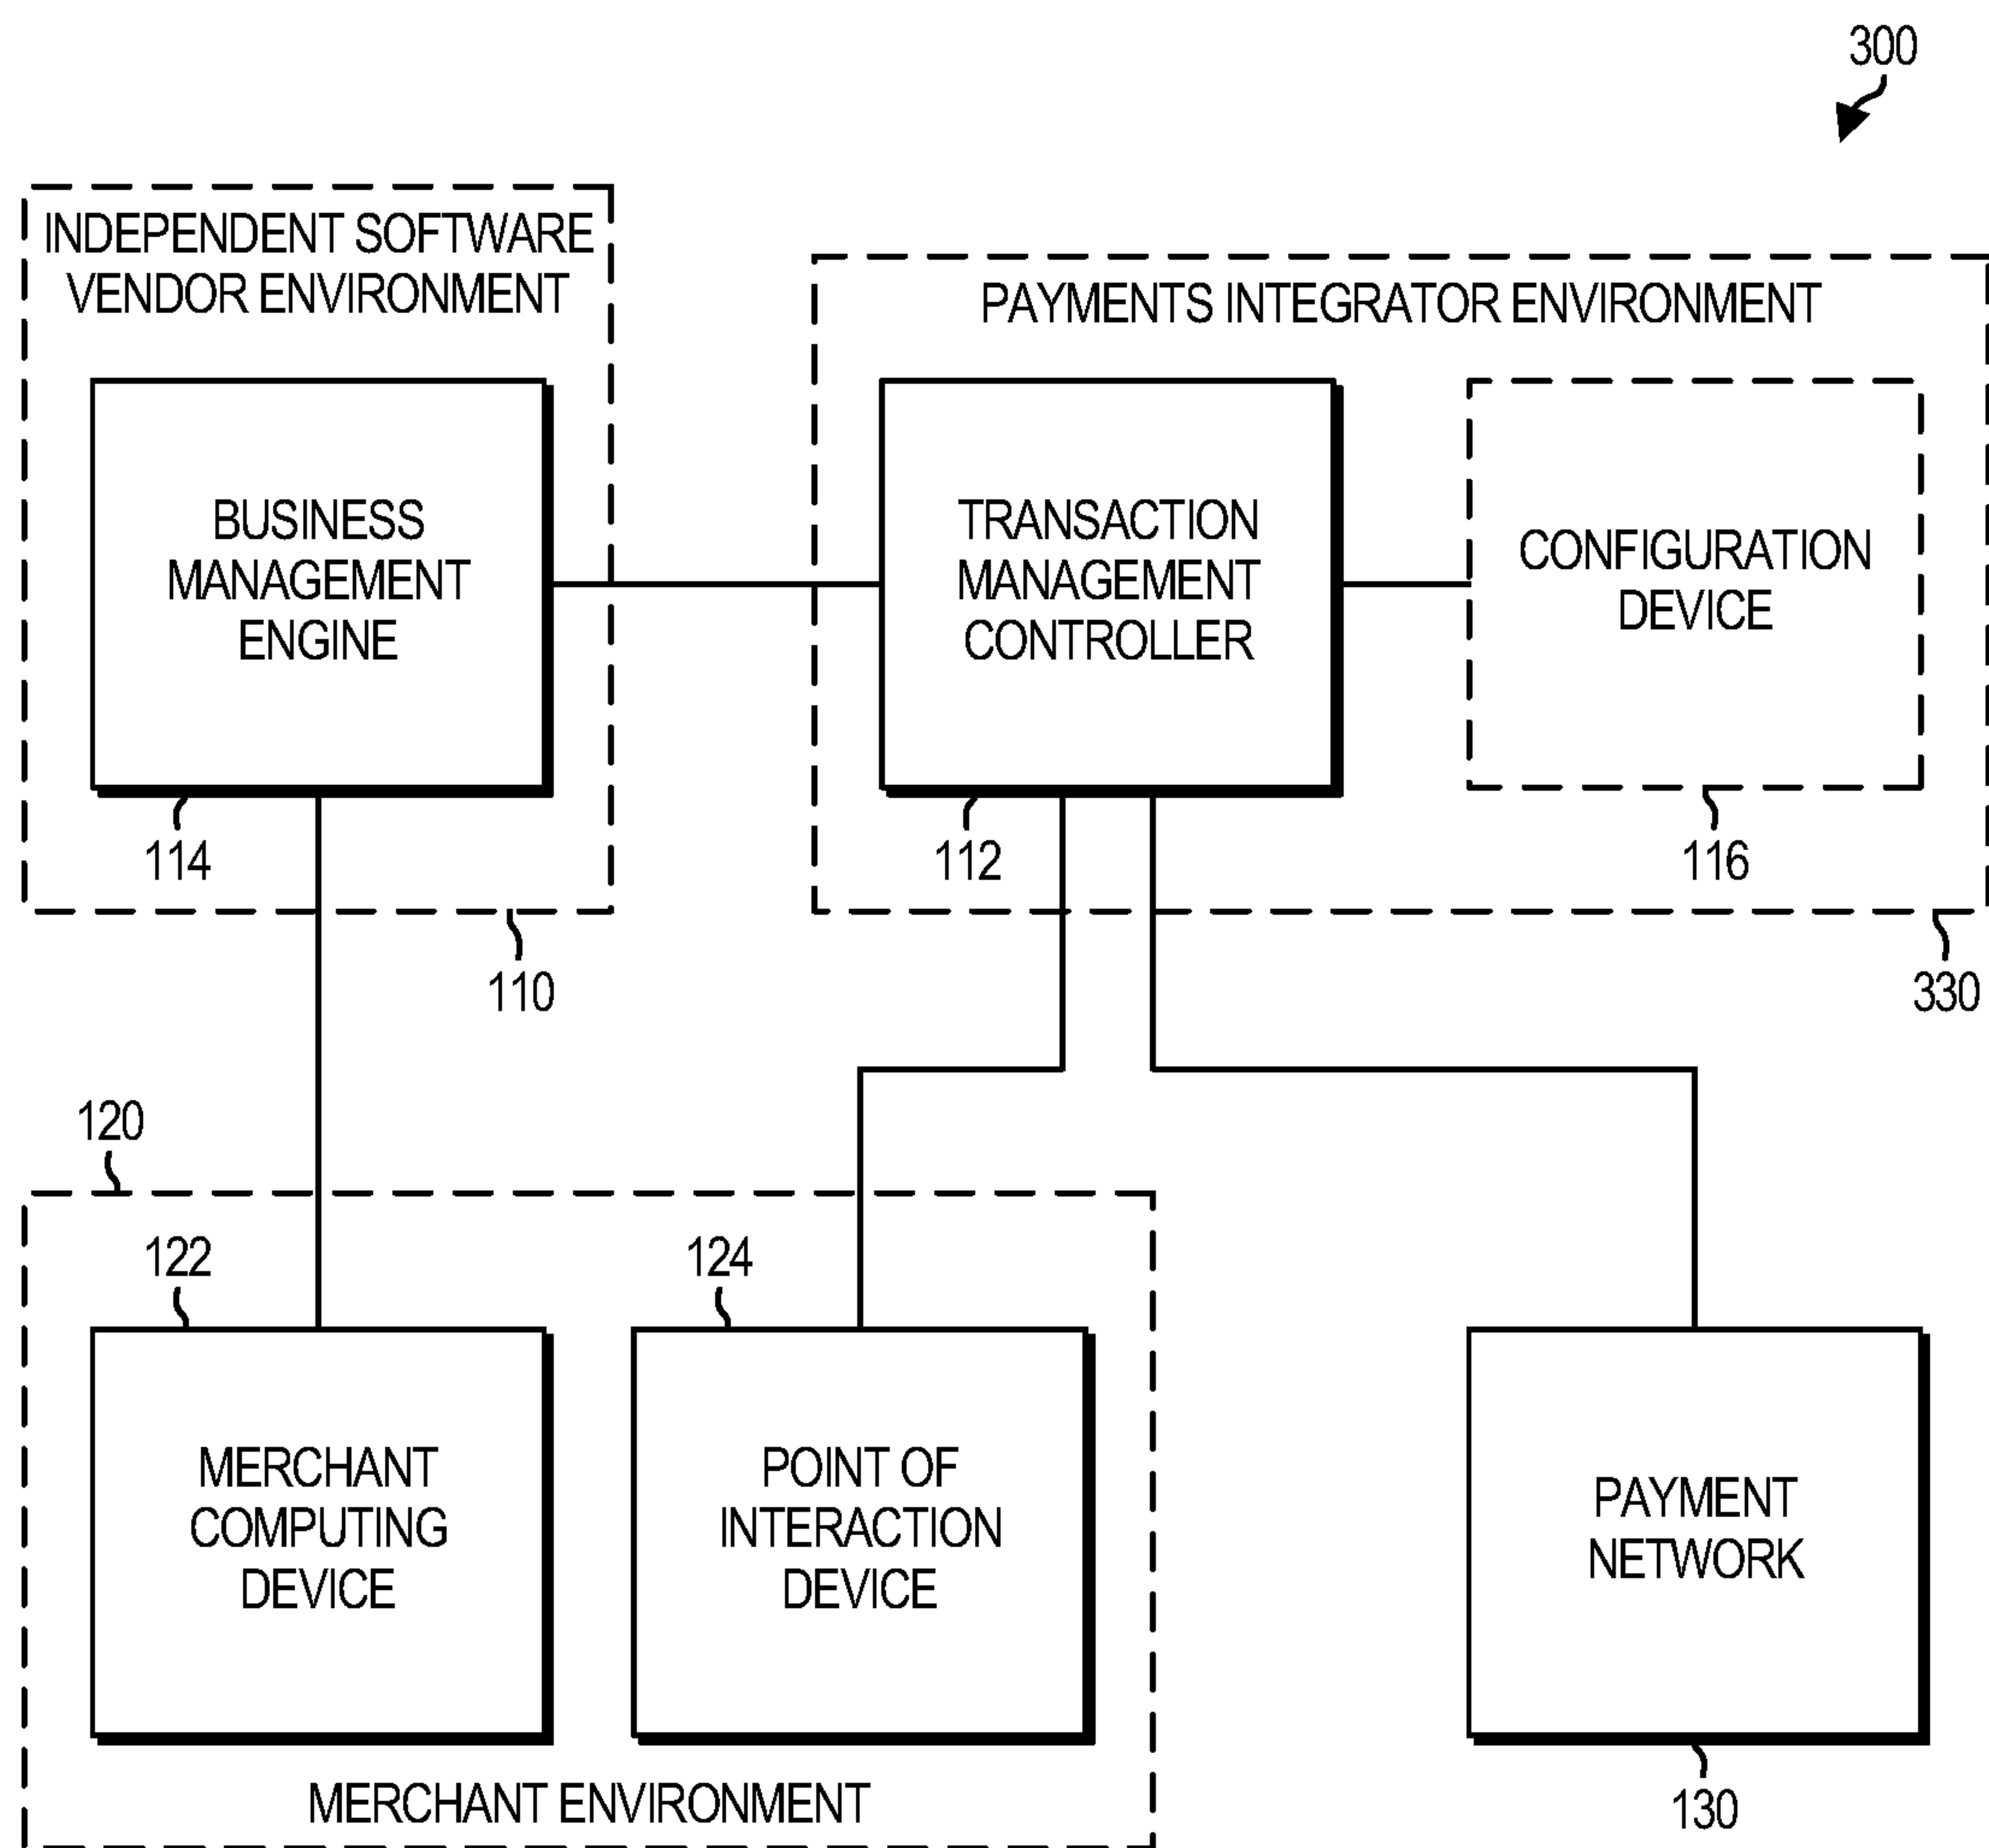 300
INDEPENDENT SOFTWARE
VENDOR ENVIRONMENT
PAYMENTS INTEGRATOR ENVIRONMENT
BUSINESS
MANAGEMENT
ENGINE
TRANSACTION
MANAGEMENT
CONTROLLER
CONFIGURATION
DEVICE
114
112
116
110
330
120
122
124
MERCHANT
COMPUTING
DEVICE
POINT OF
INTERACTION
DEVICE
PAYMENT
NETWORK
MERCHANT ENVIRONMENT
130